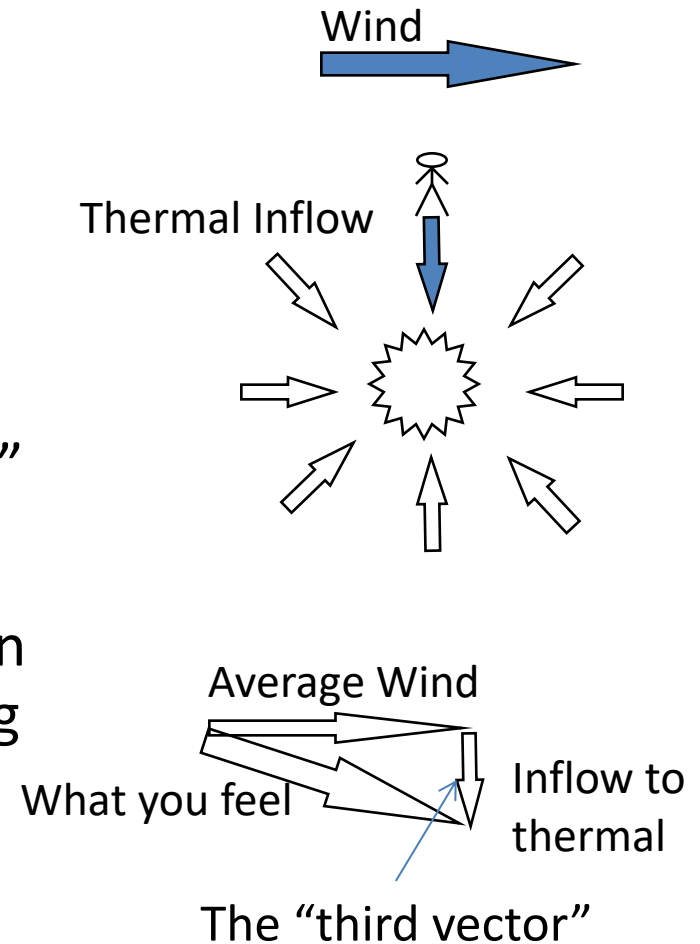 Wind
Thermal Inflow
”
n
Average Wind
g
What you feel
Inflow to
thermal
The “third vector”